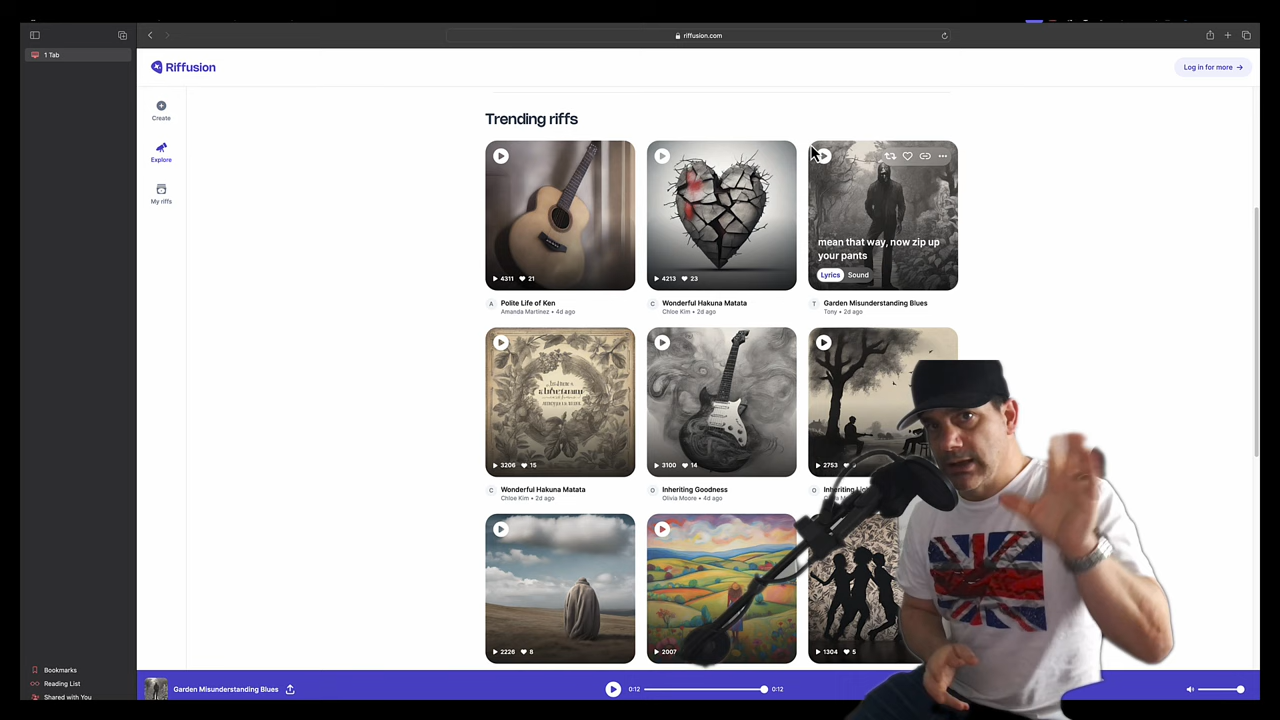 1 Tab
riffusion.com
Riffusion
Log in for more →
Create
Explore
My riffs
Trending riffs
4311 21
4213 23
mean that way, now zip up
your pants
Lyrics Sound
Polite Life of Ken
A Amanda Martinez • 4d ago
Wonderful Hakuna Matata
C Chloe Kim • 2d ago
Garden Misunderstanding Blues
T Tony • 2d ago
3206 15
3100 14
2753
Wonderful Hakuna Matata
C Chloe Kim • 2d ago
Inheriting Goodness
O Olivia Moore • 4d ago
Inheriting
O
2226 8
2007
1304 5
Bookmarks
Reading List
Shared with You
Garden Misunderstanding Blues
0:12 0:12